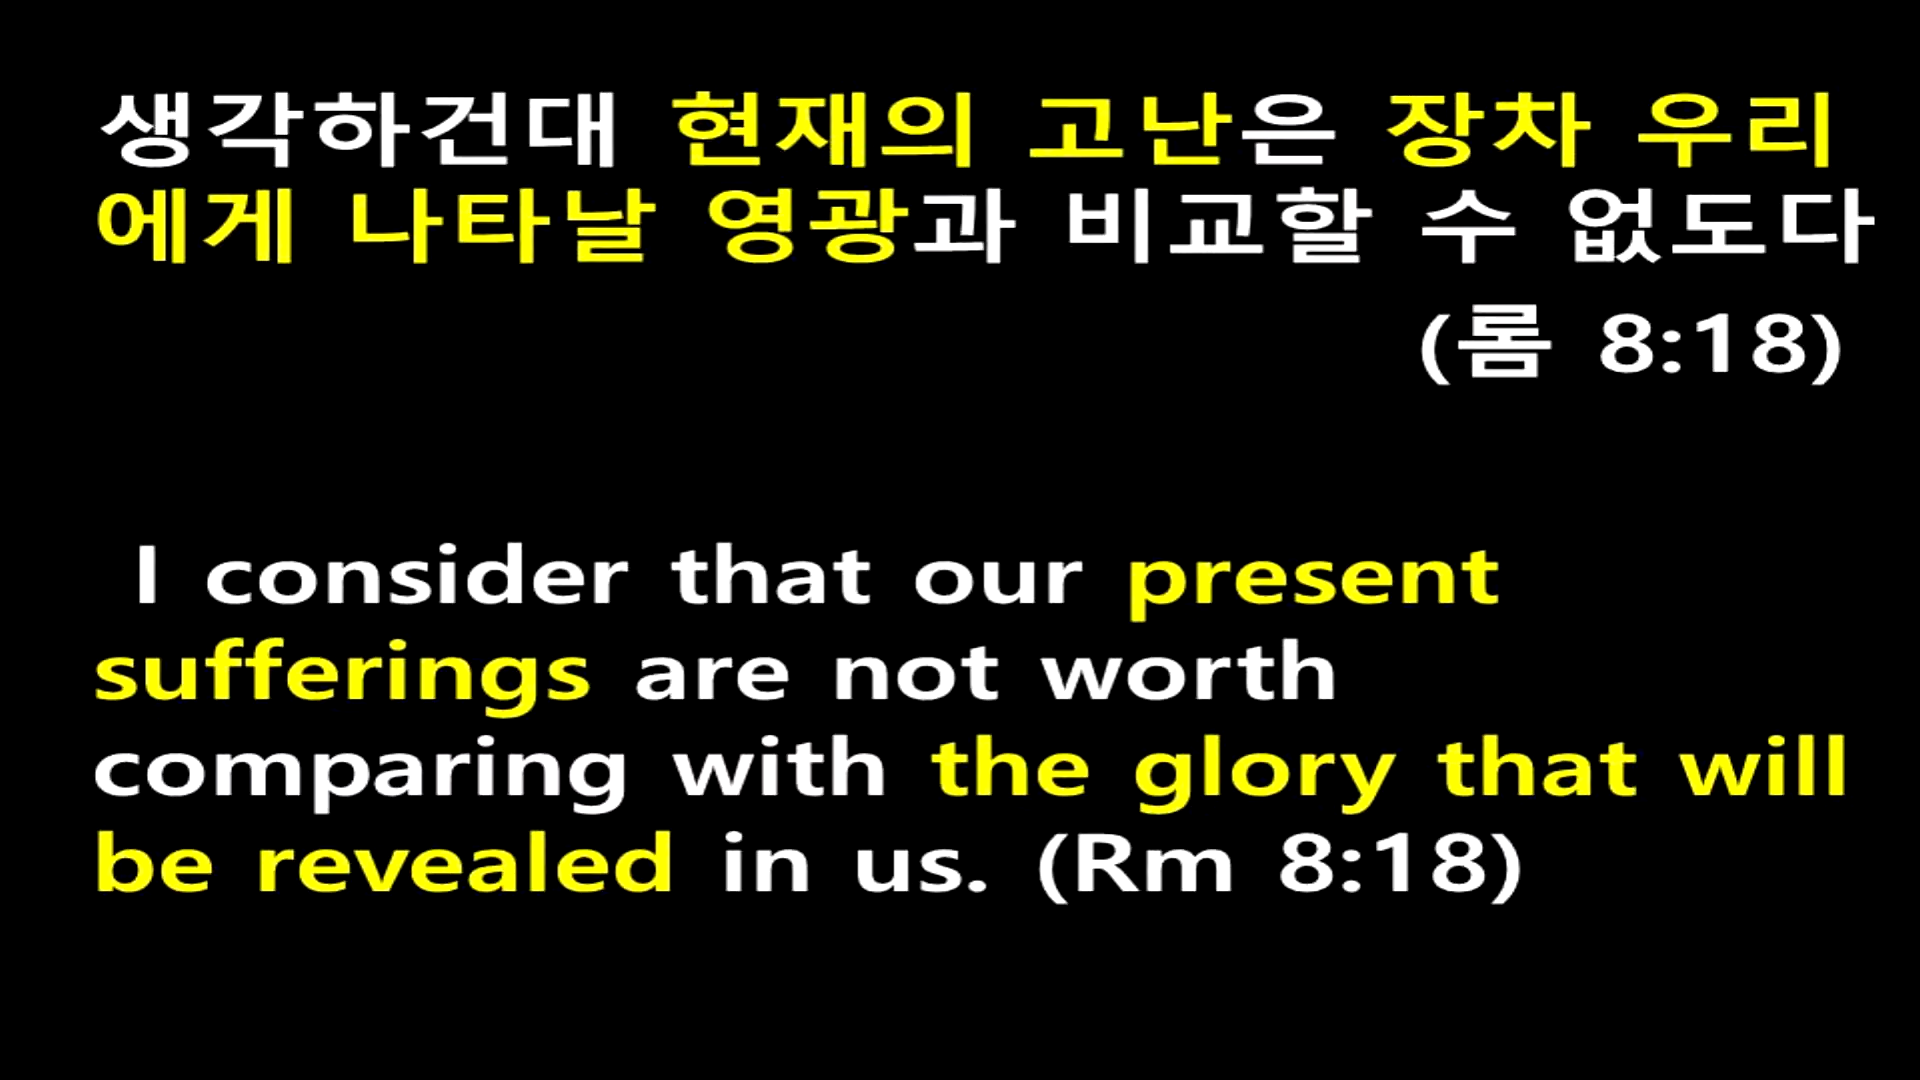 생각하건대 현재의 고난은 장차 우리
에게 나타날 영광과 비교할 수 없도다
(롬 8:18)
I consider that our present
sufferings are not worth
comparing with the glory that will
be revealed in us. (Rm 8:18)